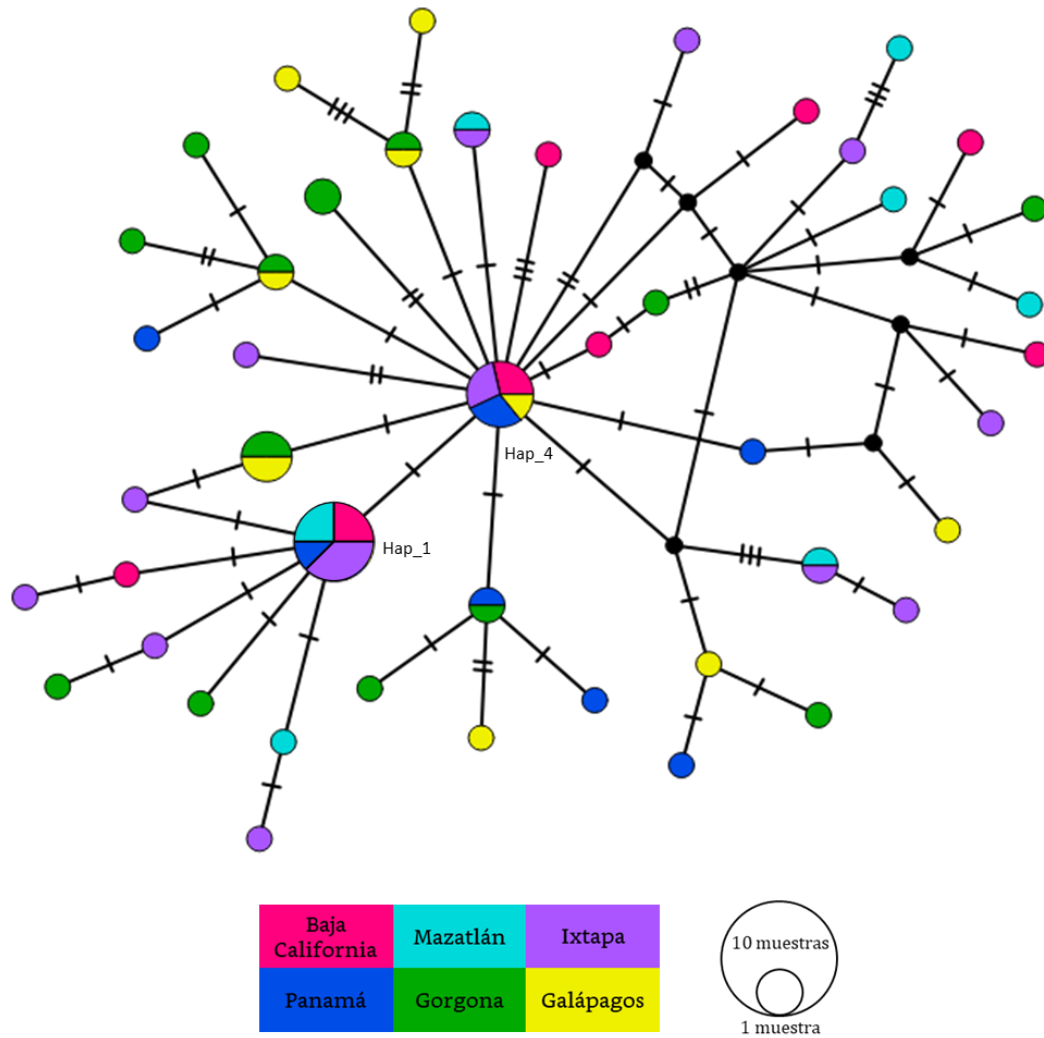 Hap_4
Hap_1
Baja
California
Mazatlán
Ixtapa
Panamá
Gorgona
Galápagos
10 muestras
1 muestra